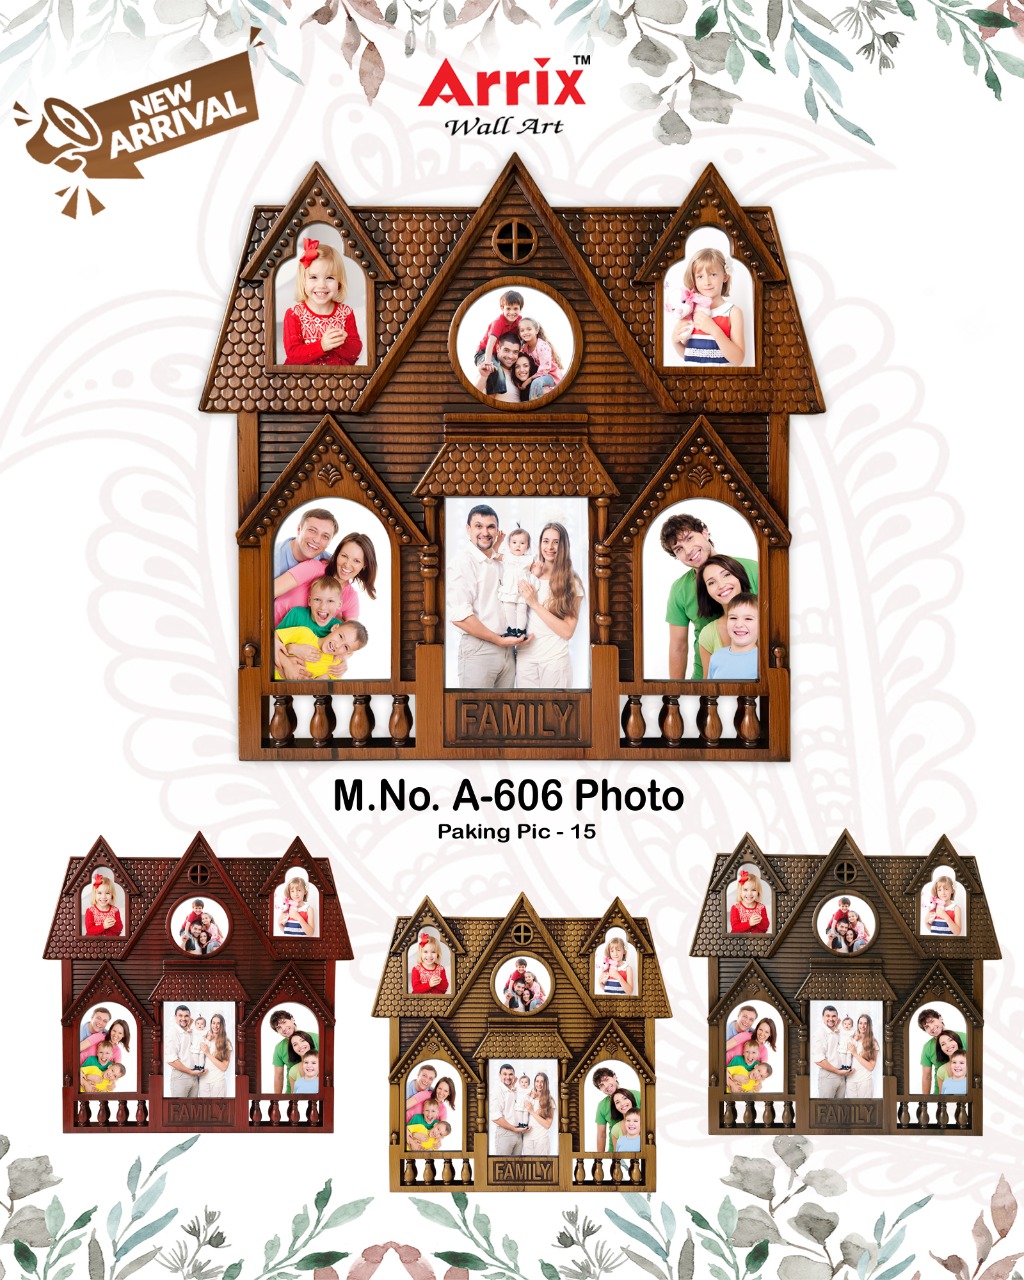 NEW
ARRIVAL
Arrix™
Wall Art
FAMILY
M.No. A-606 Photo
Paking Pic - 15
FAMILY
FAMILY
FAMILY